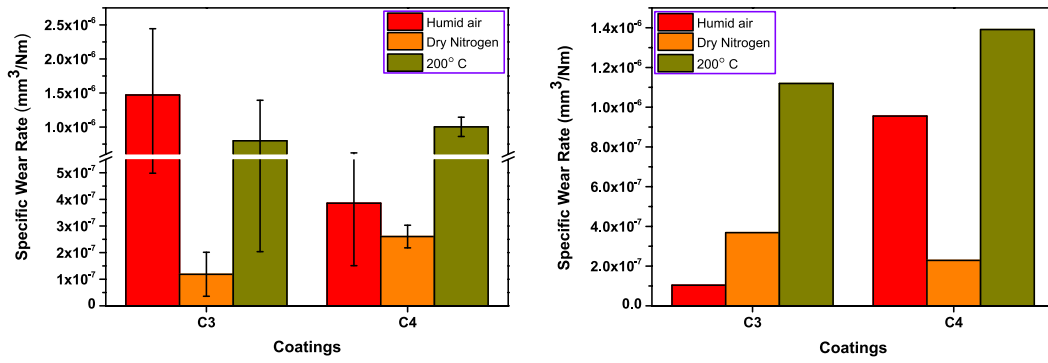 Specific Wear Rate (mm³/Nm)
2.5x10⁻⁶
2.0x10⁻⁶
1.5x10⁻⁶
1.0x10⁻⁶
5x10⁻⁷
4x10⁻⁷
3x10⁻⁷
2x10⁻⁷
1x10⁻⁷
0
Humid air
Dry Nitrogen
200° C
C3 C4
Coatings
Specific Wear Rate (mm³/Nm)
1.4x10⁻⁶
1.2x10⁻⁶
1.0x10⁻⁶
8.0x10⁻⁷
6.0x10⁻⁷
4.0x10⁻⁷
2.0x10⁻⁷
0.0
Humid air
Dry Nitrogen
200° C
C3 C4
Coatings